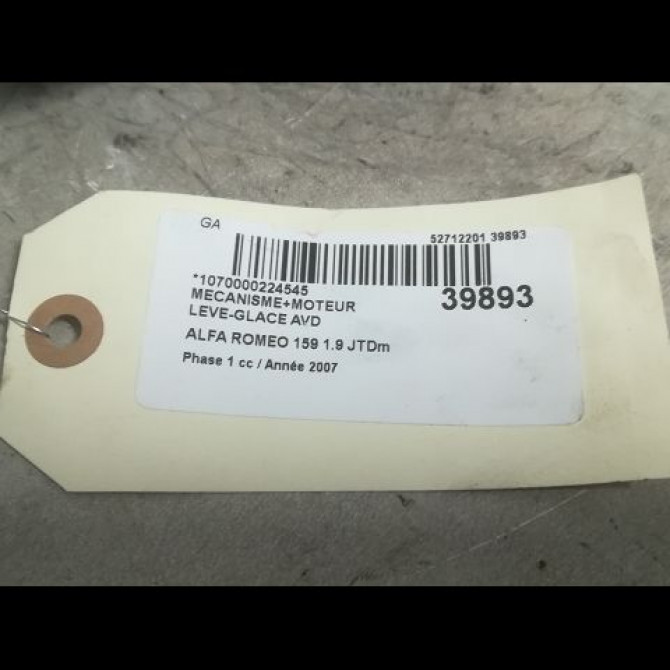 GA
52712201 39893
*1070000224545
39893
MECANISME+MOTEUR
LEVE-GLACE AVD
ALFA ROMEO 159 1.9 JTDm
Phase 1 cc / Année 2007